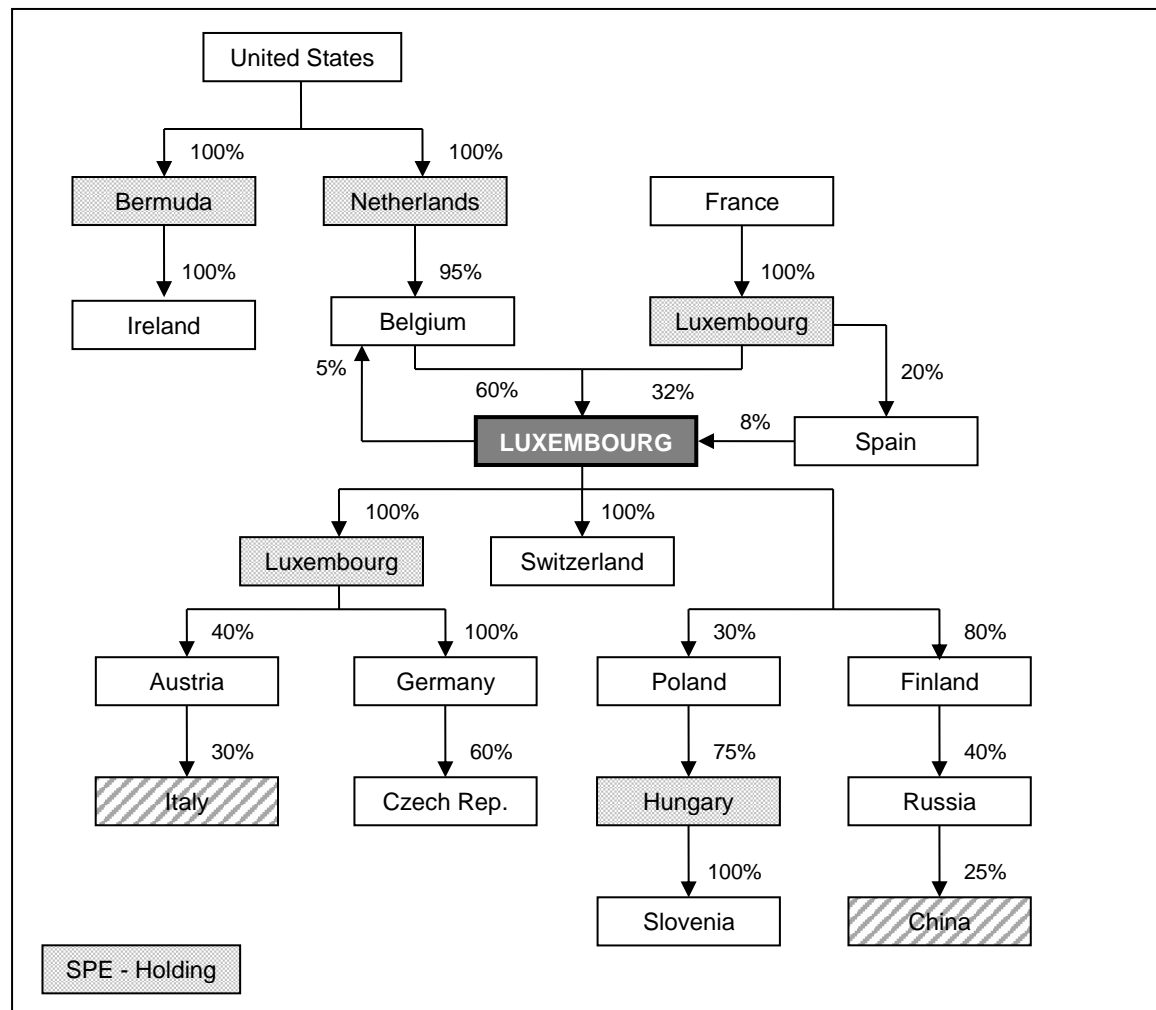 United States
100%
100%
Bermuda
Netherlands
France
100%
95%
100%
Ireland
Belgium
Luxembourg
5%
20%
60%
32%
8%
LUXEMBOURG
Spain
100%
100%
Luxembourg
Switzerland
40%
100%
30%
80%
Austria
Germany
Poland
Finland
30%
60%
75%
40%
Italy
Czech Rep.
Hungary
Russia
100%
25%
Slovenia
China
SPE - Holding